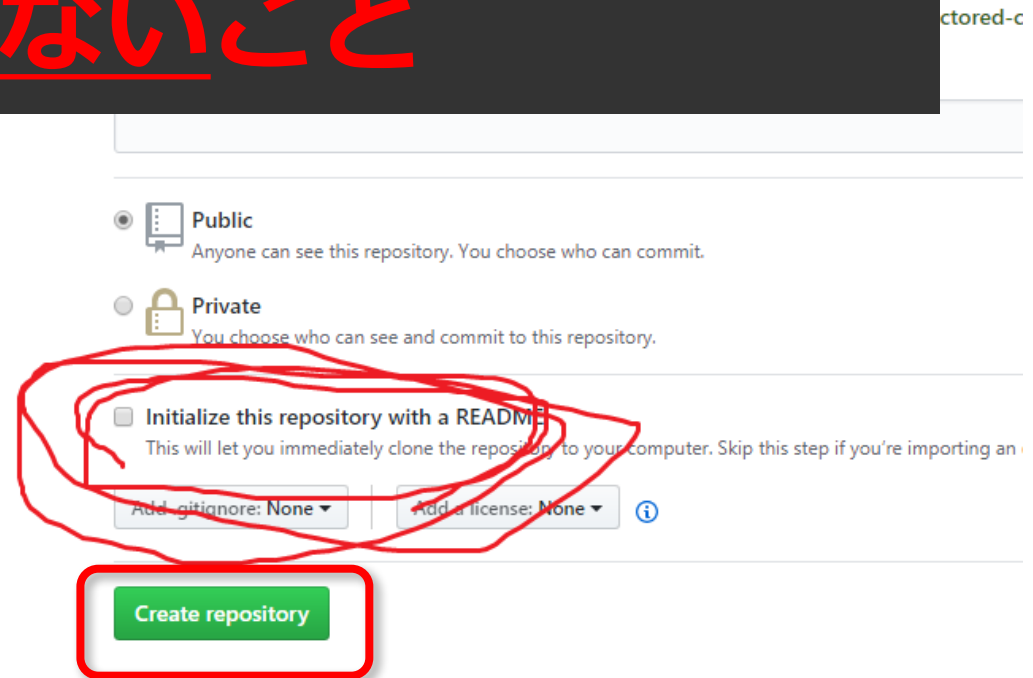 ないこと
ctored-c
Public
Anyone can see this repository. You choose who can commit.
Private
You choose who can see and commit to this repository.
Initialize this repository with a README
This will let you immediately clone the repository to your computer. Skip this step if you're importing an
Add .gitignore: None
Add a license: None
Create repository